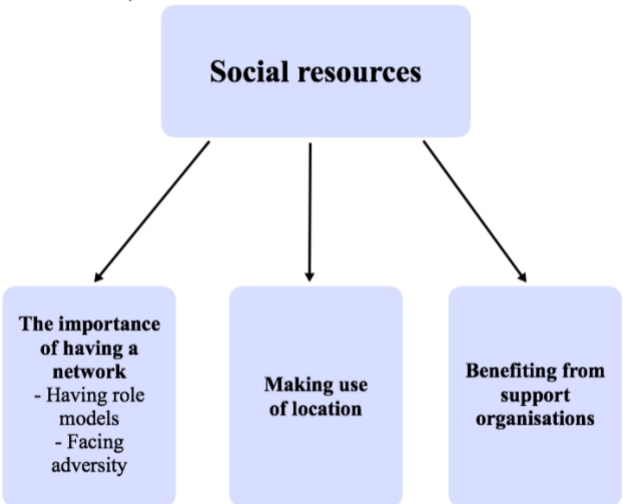 Social resources
The importance
of having a
network
- Having role
models
- Facing
adversity
Making use
of location
Benefiting from
support
organisations